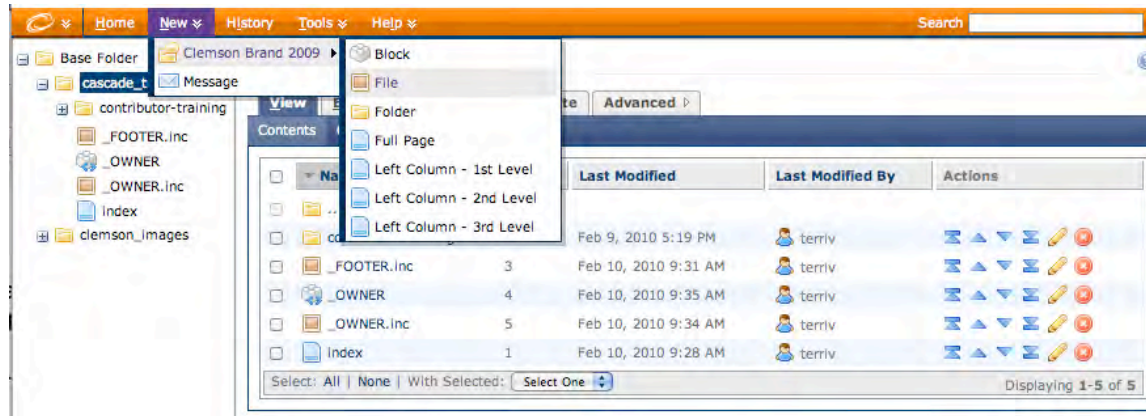 Home New History Tools Help Search
Base Folder
cascade_t
contributor-training
_FOOTER.inc
_OWNER
_OWNER.inc
index
clemson_images
Clemson Brand 2009
Message
Block
File
Folder
Full Page
Left Column - 1st Level
Left Column - 2nd Level
Left Column - 3rd Level
View te Advanced
Contents
Na Last Modified Last Modified By Actions
..
co Feb 9, 2010 5:19 PM terriv
_FOOTER.inc 3 Feb 10, 2010 9:31 AM terriv
_OWNER 4 Feb 10, 2010 9:35 AM terriv
_OWNER.inc 5 Feb 10, 2010 9:34 AM terriv
index 1 Feb 10, 2010 9:28 AM terriv
Select: All | None | With Selected: Select One Displaying 1-5 of 5